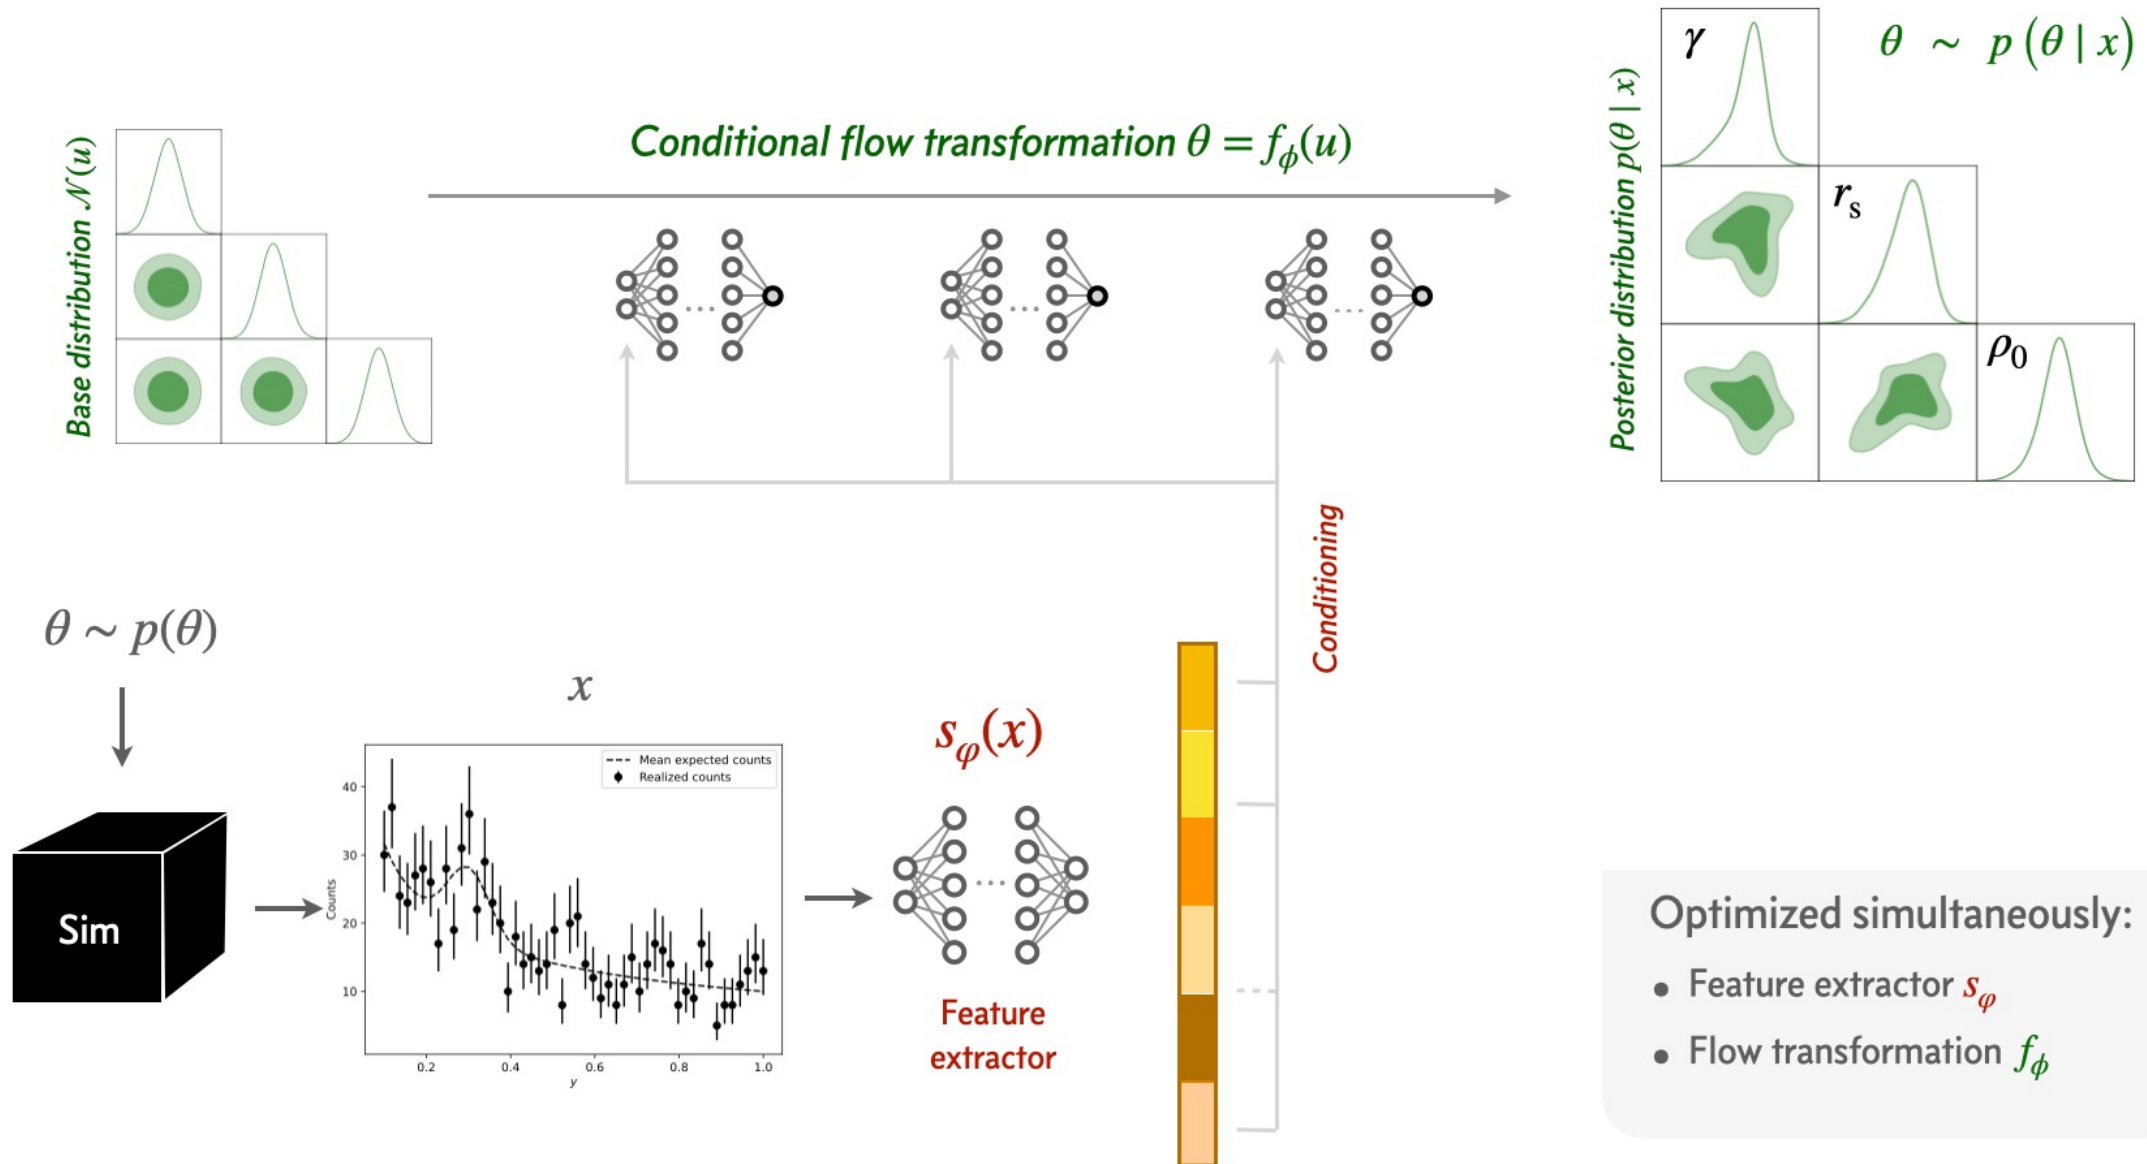 Conditional flow transformation θ = f_ϕ(u)
Base distribution 𝒩(u)
Posterior distribution p(θ | x)
θ ~ p(θ | x)
γ
r_s
ρ_0
Conditioning
θ ~ p(θ)
Sim
x
Mean expected counts
Realized counts
Counts
40
30
20
10
0.2 0.4 0.6 0.8 1.0
y
s_φ(x)
...
...
...
...
Feature
extractor
Optimized simultaneously:
• Feature extractor s_φ
• Flow transformation f_ϕ